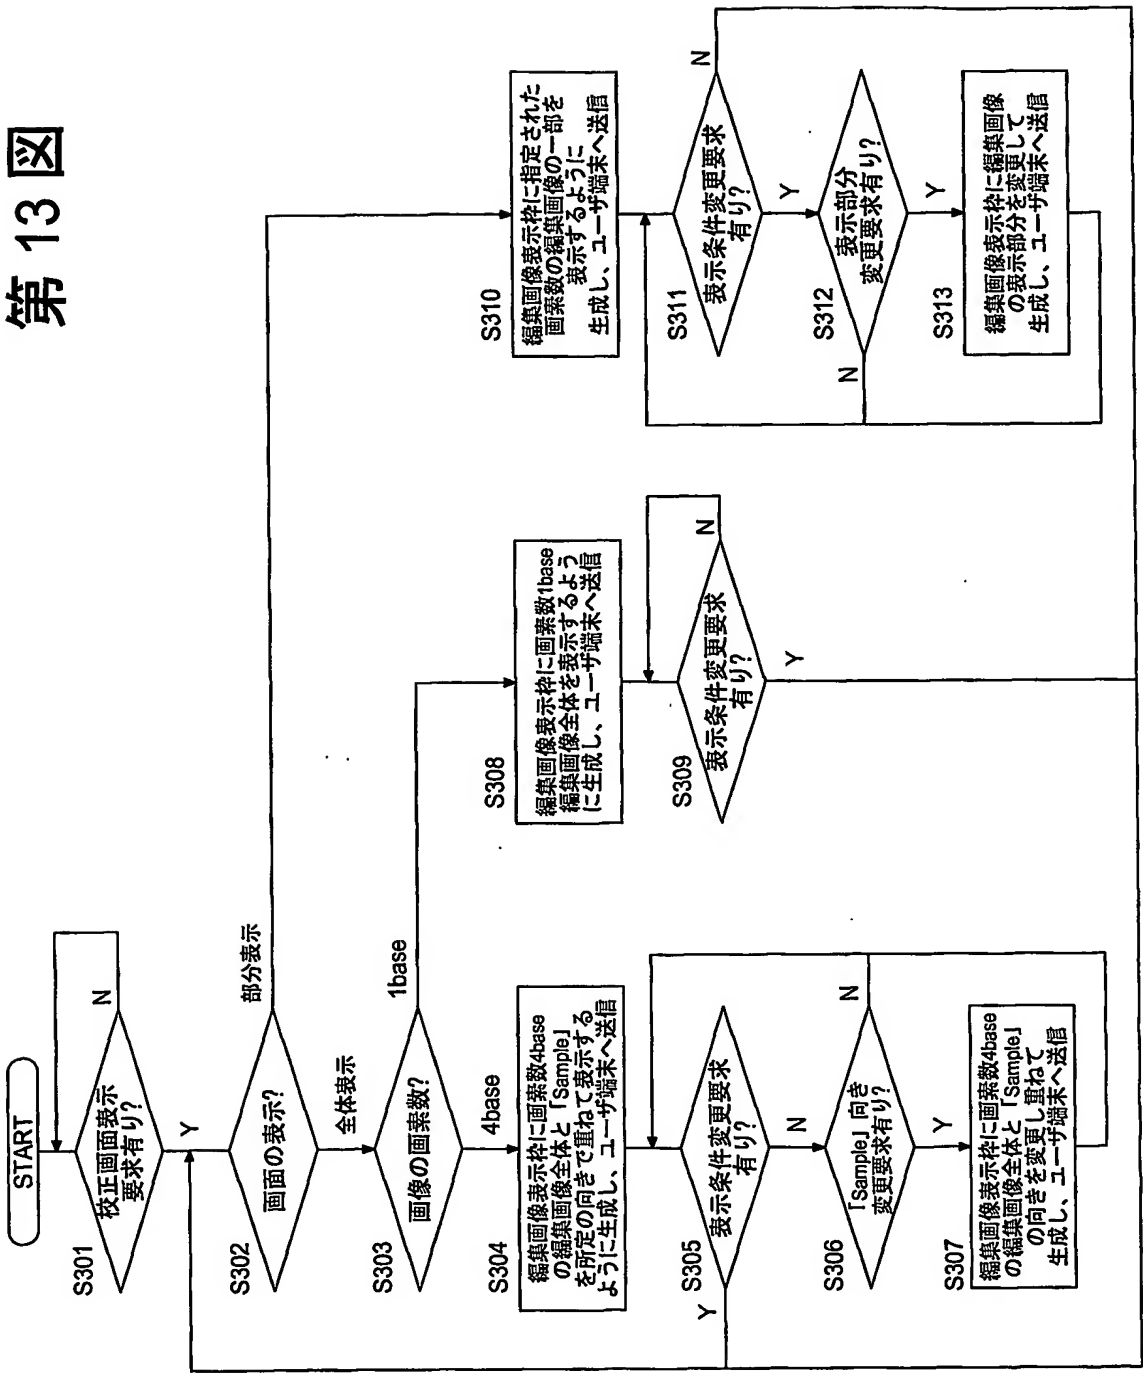 第 13 図
START
S301
校正画面表示
要求有り?
N
Y
S302
画面の表示?
部分表示
全体表示
S303
画像の画素数?
1base
4base
S304
編集画像表示枠に画素数4base
の編集画像全体と「Sample」
を所定の向きで重ねて表示する
ように生成し、ユーザ端末へ送信
S305
表示条件変更要求
有り?
Y
N
S306
「Sample」向き
変更要求有り?
N
Y
S307
編集画像表示枠に画素数4base
の編集画像全体と「Sample」
の向きを変更し重ねて
生成し、ユーザ端末へ送信
S308
編集画像表示枠に画素数1base
編集画像全体を表示するよう
に生成し、ユーザ端末へ送信
S309
表示条件変更要求
有り?
N
Y
S310
編集画像表示枠に指定された
画素数の編集画像の一部を
表示するように
生成し、ユーザ端末へ送信
S311
表示条件変更要求
有り?
N
Y
S312
表示部分
変更要求有り?
N
Y
S313
編集画像表示枠に編集画像
の表示部分を変更して
生成し、ユーザ端末へ送信